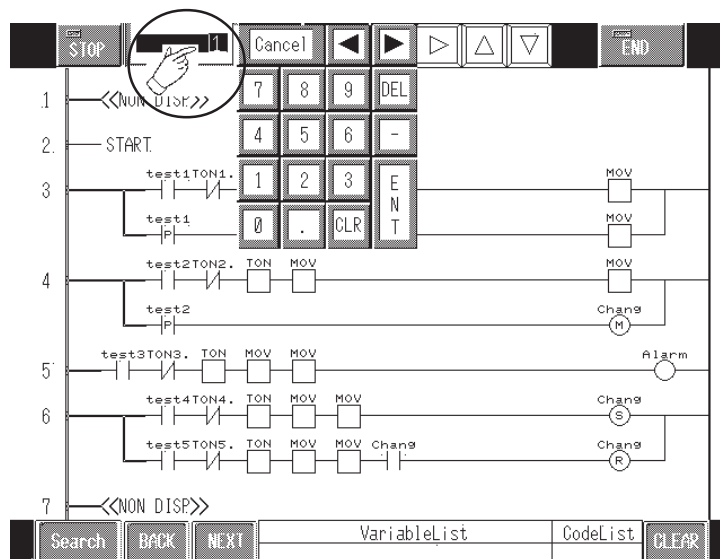 STOP 1 Cancel END
7 8 9 DEL
1 <<NON DISP.>>
4 5 6 -
2. START.
test1TON1. 1 2 3 ENT MOV
3
test1 0 . CLR MOV
P
test2TON2. TON MOV MOV
4
test2 Chang
P M
test3TON3. TON MOV MOV Alarm
5
test4TON4. TON MOV MOV Chang
6 S
test5TON5. TON MOV MOV Chang Chang
R
7 <<NON DISP.>>
Search BACK NEXT VariableList CodeList CLEAR